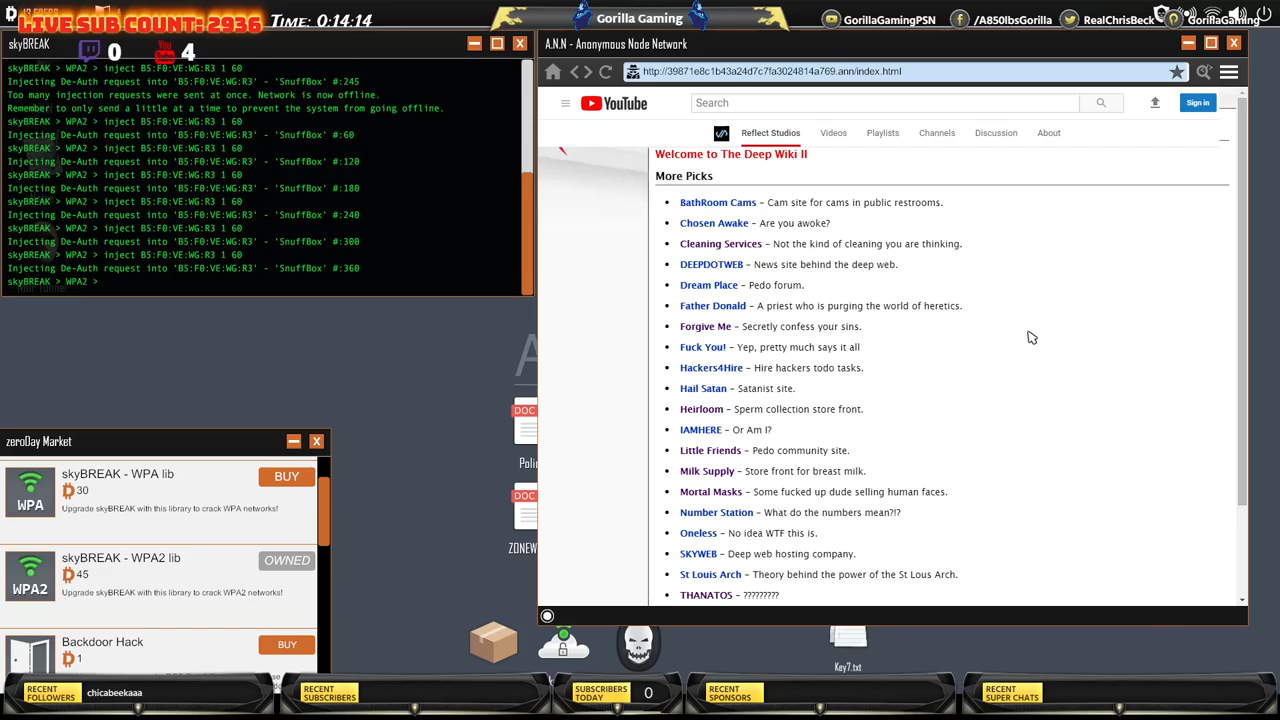 LIVE SUB COUNT: 2936
TIME: 0:14:14
0
4
Gorilla Gaming
GorillaGamingPSN
/A850lbsGorilla
RealChrisBeck
GorillaGaming
skyBREAK
skyBREAK > WPA2 > inject B5:F0:VE:WG:R3 1 60
Injecting De-Auth request into 'B5:F0:VE:WG:R3' - 'SnuffBox' #:245
Too many injection requests were sent at once. Network is now offline.
Remember to only send a little at a time to prevent the system from going offline.
skyBREAK > WPA2 > inject B5:F0:VE:WG:R3 1 60
Injecting De-Auth request into 'B5:F0:VE:WG:R3' - 'SnuffBox' #:60
skyBREAK > WPA2 > inject B5:F0:VE:WG:R3 1 60
Injecting De-Auth request into 'B5:F0:VE:WG:R3' - 'SnuffBox' #:120
skyBREAK > WPA2 > inject B5:F0:VE:WG:R3 1 60
Injecting De-Auth request into 'B5:F0:VE:WG:R3' - 'SnuffBox' #:180
skyBREAK > WPA2 > inject B5:F0:VE:WG:R3 1 60
Injecting De-Auth request into 'B5:F0:VE:WG:R3' - 'SnuffBox' #:240
skyBREAK > WPA2 > inject B5:F0:VE:WG:R3 1 60
Injecting De-Auth request into 'B5:F0:VE:WG:R3' - 'SnuffBox' #:300
skyBREAK > WPA2 > inject B5:F0:VE:WG:R3 1 60
Injecting De-Auth request into 'B5:F0:VE:WG:R3' - 'SnuffBox' #:360
skyBREAK > WPA2 >
A.N.N - Anonymous Node Network
http://39871e8c1b43a24d7c7fa3024814a769.ann/index.html
YouTube
Search
Sign in
Reflect Studios
Videos
Playlists
Channels
Discussion
About
Welcome to The Deep Wiki II
More Picks
BathRoom Cams – Cam site for cams in public restrooms.
Chosen Awake – Are you awoke?
Cleaning Services – Not the kind of cleaning you are thinking.
DEEPDOTWEB – News site behind the deep web.
Dream Place – Pedo forum.
Father Donald – A priest who is purging the world of heretics.
Forgive Me – Secretly confess your sins.
Fuck You! – Yep, pretty much says it all
Hackers4Hire – Hire hackers todo tasks.
Hail Satan – Satanist site.
Heirloom – Sperm collection store front.
IAMHERE – Or Am I?
Little Friends – Pedo community site.
Milk Supply – Store front for breast milk.
Mortal Masks – Some fucked up dude selling human faces.
Number Station – What do the numbers mean?!?
Oneless – No idea WTF this is.
SKYWEB – Deep web hosting company.
St Louis Arch – Theory behind the power of the St Lous Arch.
THANATOS – ?????????
DOC
DOC
zeroDay Market
WPA
skyBREAK - WPA lib
30
BUY
Upgrade skyBREAK with this library to crack WPA networks!
WPA2
skyBREAK - WPA2 lib
45
OWNED
Upgrade skyBREAK with this library to crack WPA2 networks!
Backdoor Hack
1
BUY
Key7.txt
RECENT FOLLOWERS
chicabeekaaa
RECENT SUBSCRIBERS
SUBSCRIBERS TODAY
0
RECENT SPONSORS
RECENT SUPER CHATS